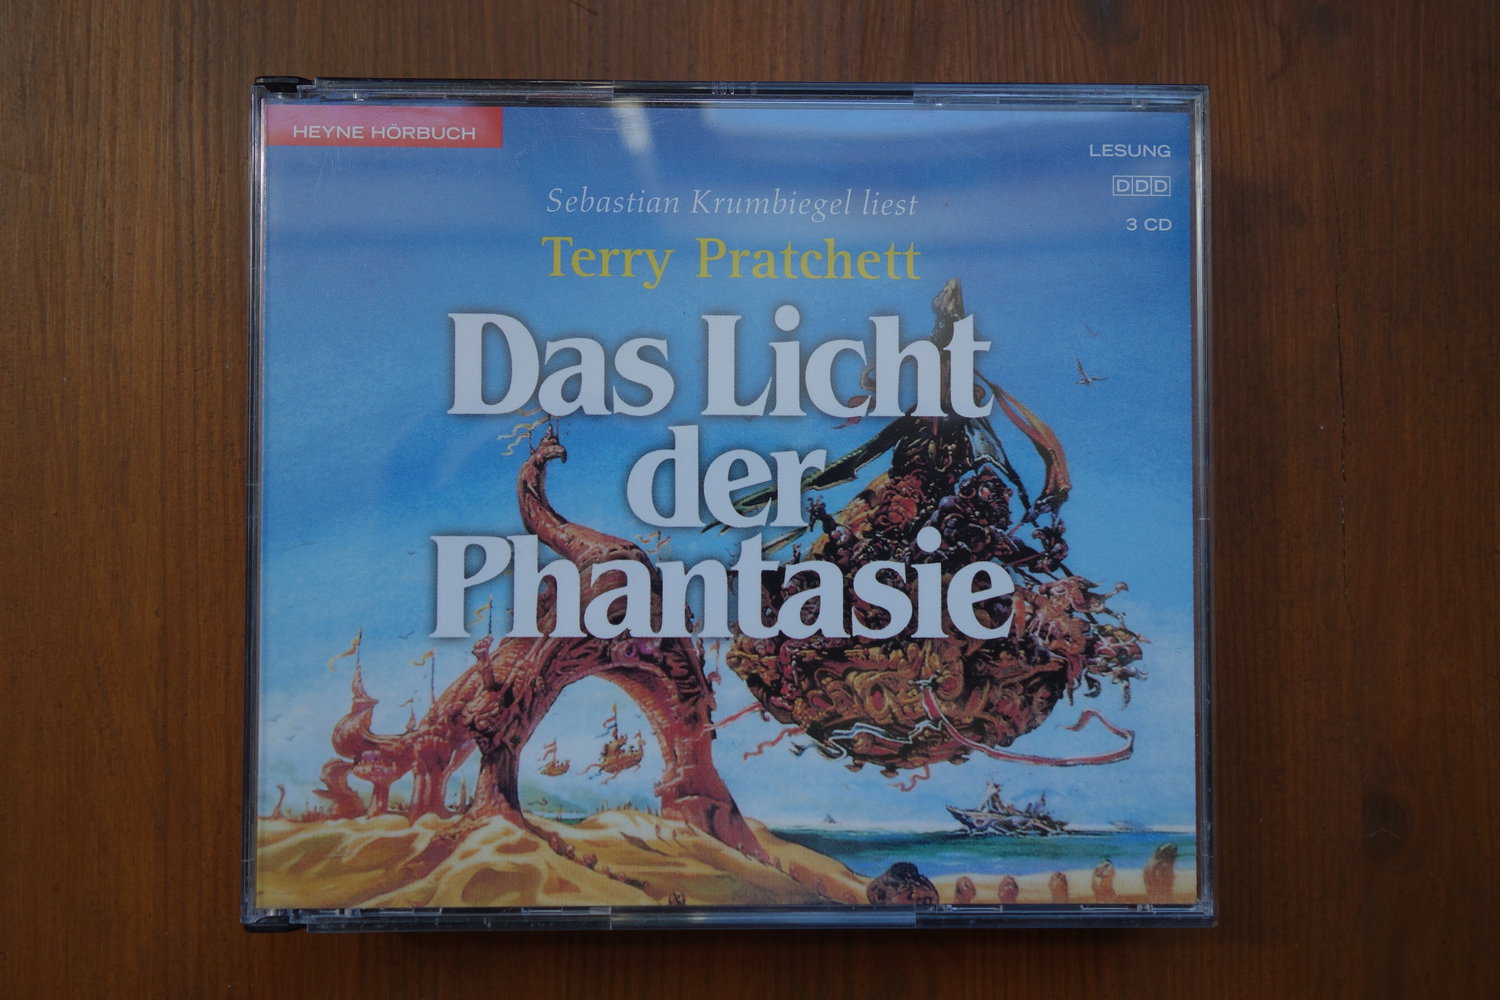 HEYNE HÖRBUCH
LESUNG
DDD
3 CD
Sebastian Krumbiegel liest
Terry Pratchett
Das Licht
der
Phantasie